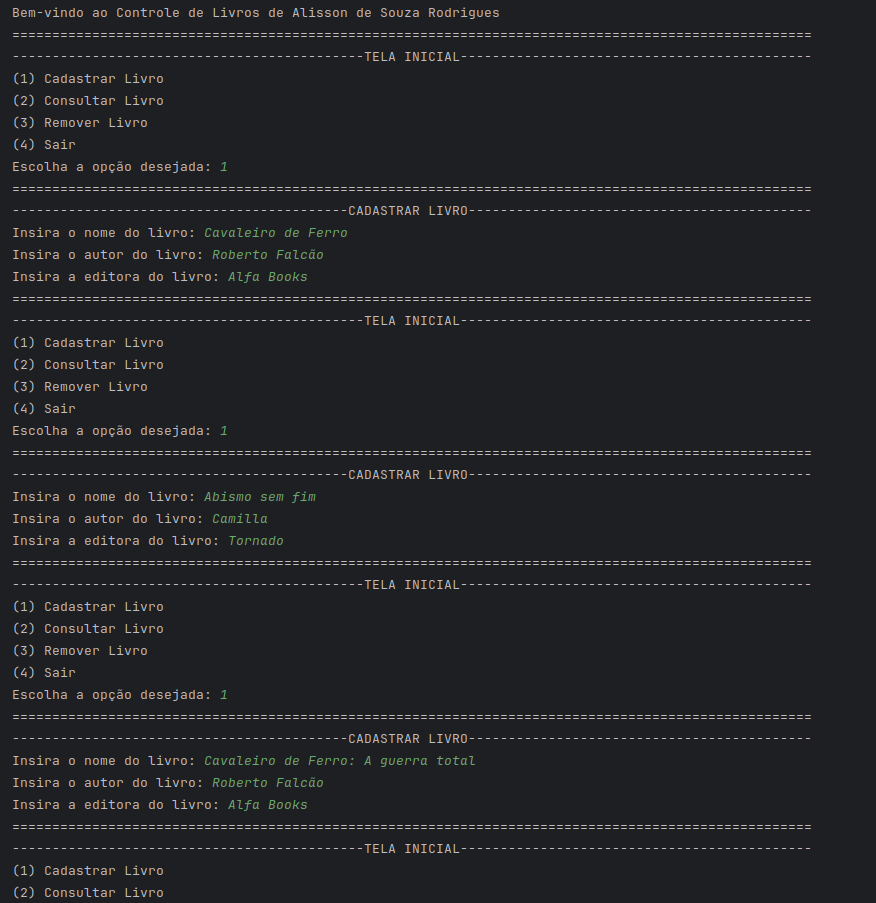 Bem-vindo ao Controle de Livros de Alisson de Souza Rodrigues
====================================================================================================
--------------------------------------------TELA INICIAL--------------------------------------------
(1) Cadastrar Livro
(2) Consultar Livro
(3) Remover Livro
(4) Sair
Escolha a opção desejada: 1
====================================================================================================
------------------------------------------CADASTRAR LIVRO-------------------------------------------
Insira o nome do livro: Cavaleiro de Ferro
Insira o autor do livro: Roberto Falcão
Insira a editora do livro: Alfa Books
====================================================================================================
--------------------------------------------TELA INICIAL--------------------------------------------
(1) Cadastrar Livro
(2) Consultar Livro
(3) Remover Livro
(4) Sair
Escolha a opção desejada: 1
====================================================================================================
------------------------------------------CADASTRAR LIVRO-------------------------------------------
Insira o nome do livro: Abismo sem fim
Insira o autor do livro: Camilla
Insira a editora do livro: Tornado
====================================================================================================
--------------------------------------------TELA INICIAL--------------------------------------------
(1) Cadastrar Livro
(2) Consultar Livro
(3) Remover Livro
(4) Sair
Escolha a opção desejada: 1
====================================================================================================
------------------------------------------CADASTRAR LIVRO-------------------------------------------
Insira o nome do livro: Cavaleiro de Ferro: A guerra total
Insira o autor do livro: Roberto Falcão
Insira a editora do livro: Alfa Books
====================================================================================================
--------------------------------------------TELA INICIAL--------------------------------------------
(1) Cadastrar Livro
(2) Consultar Livro